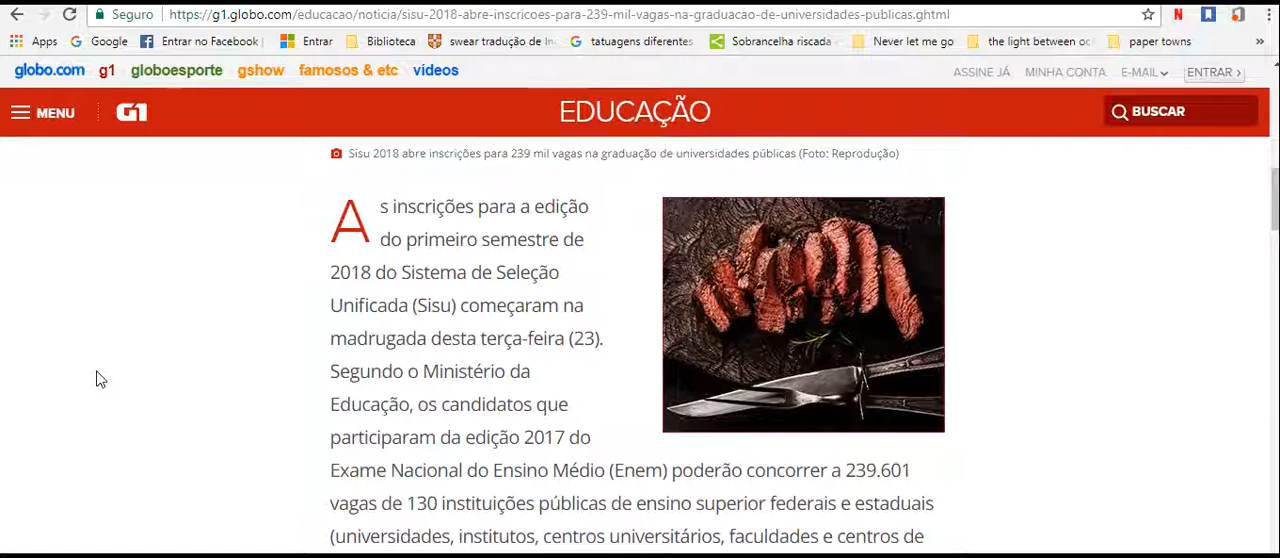 Seguro https://g1.globo.com/educacao/noticia/sisu-2018-abre-inscricoes-para-239-mil-vagas-na-graduacao-de-universidades-publicas.ghtml
Apps Google Entrar no Facebook Entrar Biblioteca swear tradução de In tatuagens diferentes Sobrancelha riscada Never let me go the light between oc paper towns »
globo.com g1 globoesporte gshow famosos & etc vídeos ASSINE JÁ MINHA CONTA E-MAIL ENTRAR ›
MENU G1 EDUCAÇÃO BUSCAR
Sisu 2018 abre inscrições para 239 mil vagas na graduação de universidades públicas (Foto: Reprodução)
As inscrições para a edição
do primeiro semestre de
2018 do Sistema de Seleção
Unificada (Sisu) começaram na
madrugada desta terça-feira (23).
Segundo o Ministério da
Educação, os candidatos que
participaram da edição 2017 do
Exame Nacional do Ensino Médio (Enem) poderão concorrer a 239.601
vagas de 130 instituições públicas de ensino superior federais e estaduais
(universidades, institutos, centros universitários, faculdades e centros de